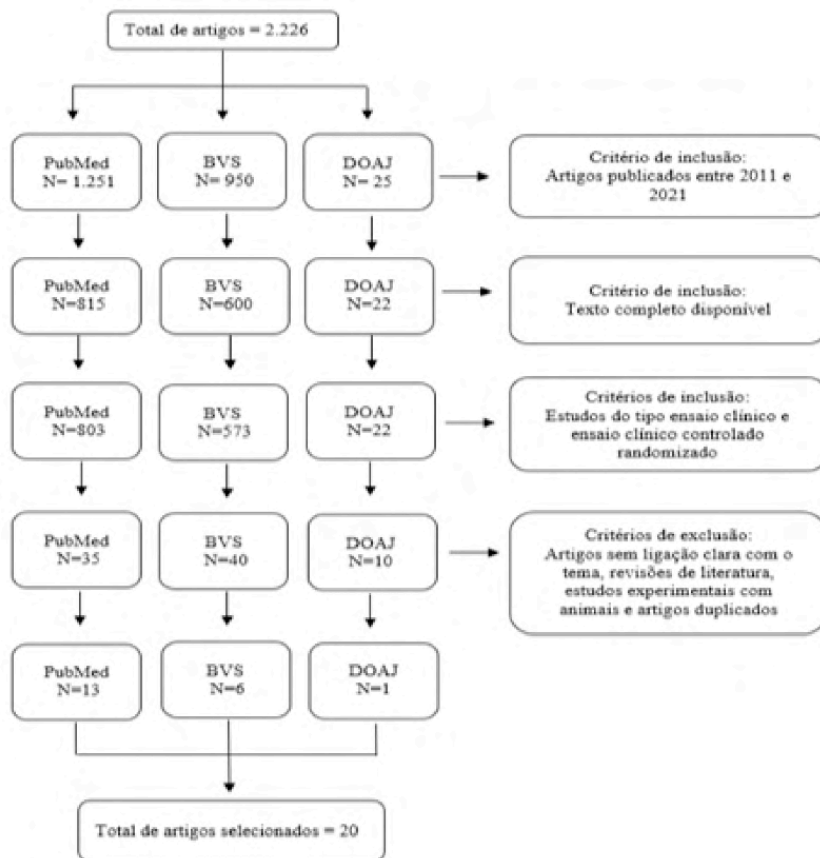 Total de artigos = 2.226
PubMed
N= 1.251
BVS
N= 950
DOAJ
N= 25
Critério de inclusão:
Artigos publicados entre 2011 e
2021
PubMed
N=815
BVS
N=600
DOAJ
N=22
Critério de inclusão:
Texto completo disponível
PubMed
N=803
BVS
N=573
DOAJ
N=22
Critérios de inclusão:
Estudos do tipo ensaio clínico e
ensaio clínico controlado
randomizado
PubMed
N=35
BVS
N=40
DOAJ
N=10
Critérios de exclusão:
Artigos sem ligação clara com o
tema, revisões de literatura,
estudos experimentais com
animais e artigos duplicados
PubMed
N=13
BVS
N=6
DOAJ
N=1
Total de artigos selecionados = 20